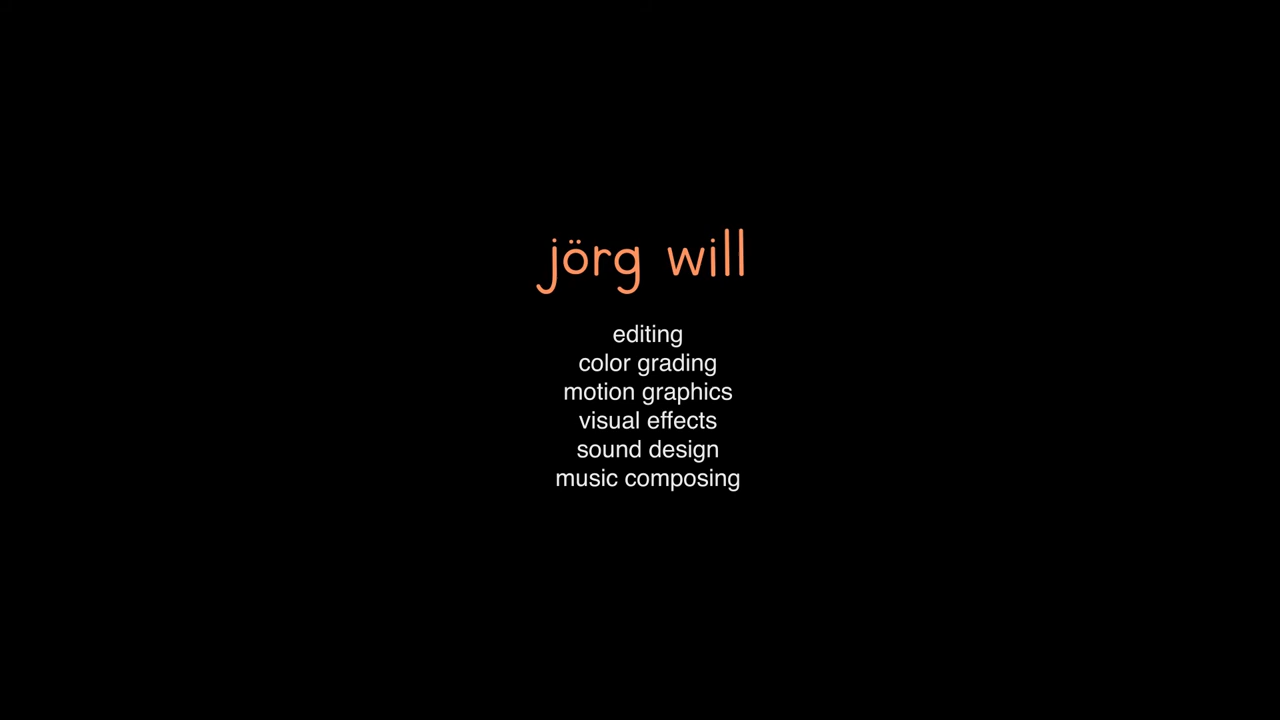 jörg will
editing
color grading
motion graphics
visual effects
sound design
music composing